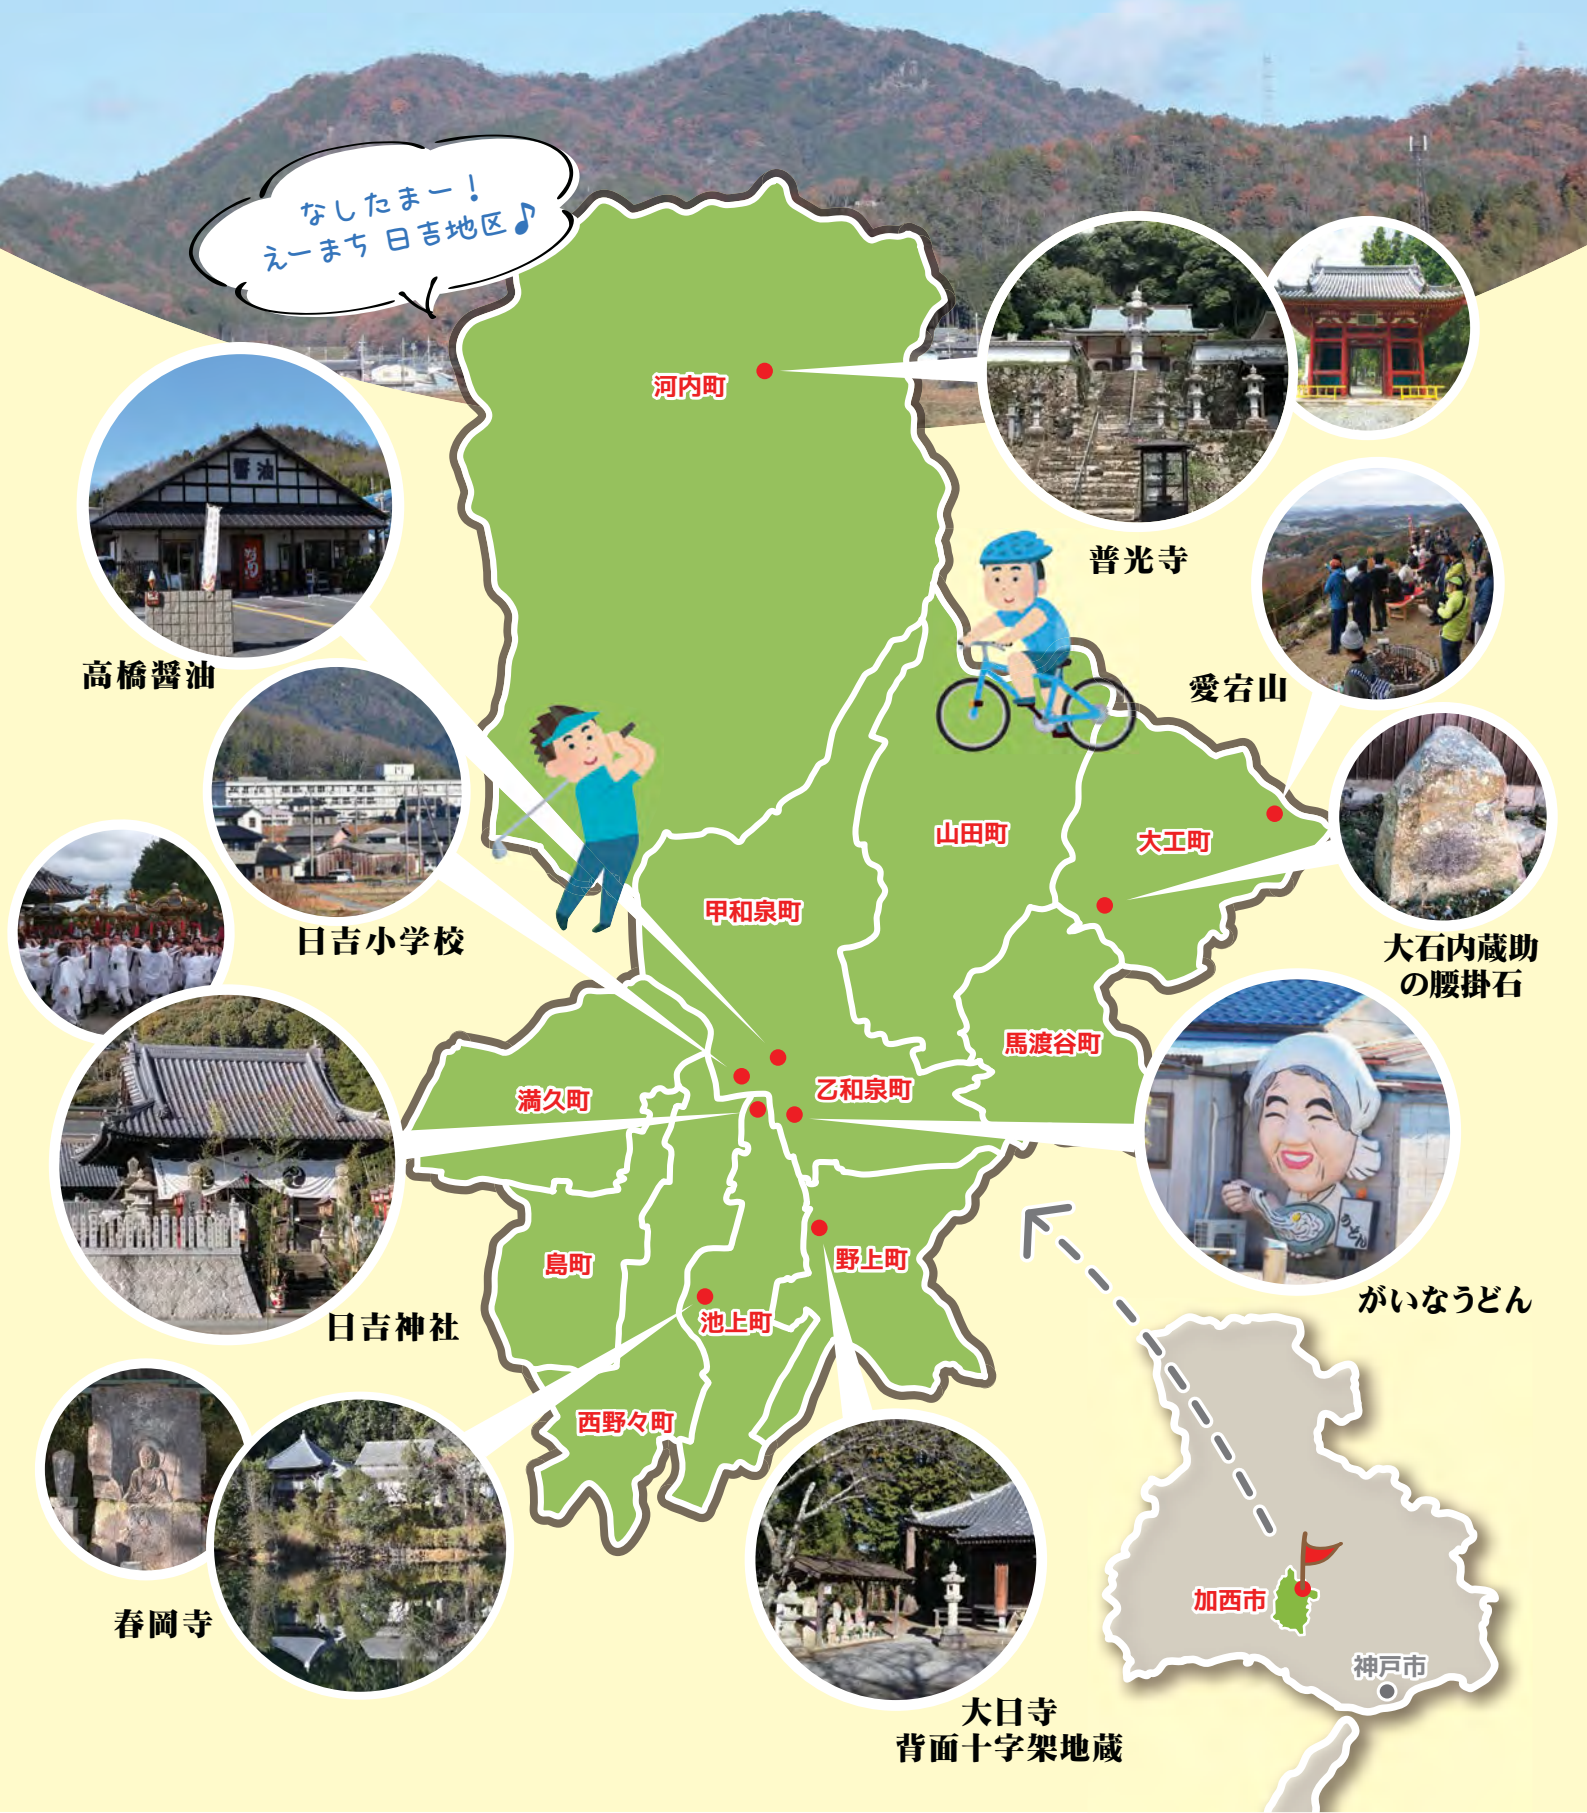 なしたまー！
えーまち 日吉地区♪
河内町
普光寺
醤油
高橋醤油
愛宕山
山田町
大工町
甲和泉町
日吉小学校
大石内蔵助
の腰掛石
馬渡谷町
満久町
乙和泉町
うどん
島町
野上町
がいなうどん
日吉神社
池上町
西野々町
春岡寺
加西市
神戸市
大日寺
背面十字架地蔵